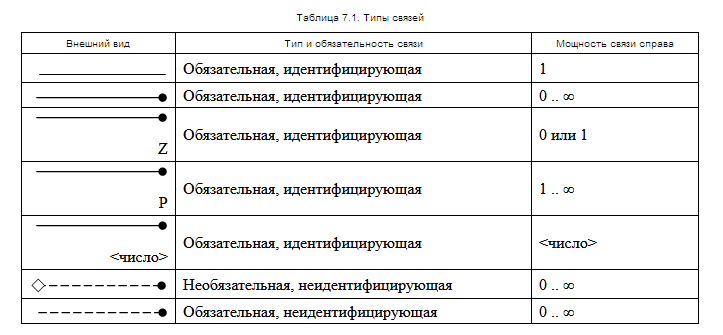 Таблица 7.1. Типы связей
Внешний вид Тип и обязательность связи Мощность связи справа
Обязательная, идентифицирующая 1
Обязательная, идентифицирующая 0 .. ∞
Z Обязательная, идентифицирующая 0 или 1
P Обязательная, идентифицирующая 1 .. ∞
<число> Обязательная, идентифицирующая <число>
Необязательная, неидентифицирующая 0 .. ∞
Обязательная, неидентифицирующая 0 .. ∞